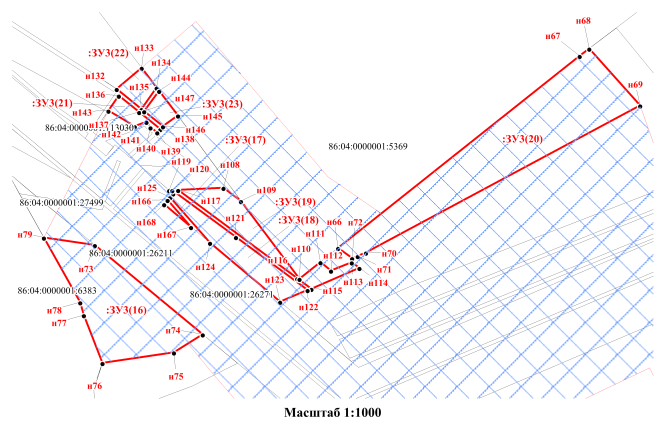 н68
н67
н133
:ЗУ3(22)
н134
н132
н135
н144
н136
н147
н69
:ЗУ3(21)
:ЗУ3(23)
н143
н145
н137
86:04:0000001:113030
н146
н142
н138
:ЗУ3(17)
н141
н140
н139
86:04:0000001:5369
:ЗУ3(20)
н119
н120
н108
н125
н109
н117
86:04:0000001:27499
н166
:ЗУ3(19)
н168
н121
:ЗУ3(18)
н66
н72
н167
н79
н111
н124
86:04:0000001:26211
н110
н112
н70
н73
н116
н71
н123
н113
н114
86:04:0000001:6383
86:04:0000001:26271
н115
н78
:ЗУ3(16)
н122
н77
н74
н75
н76
Масштаб 1:1000